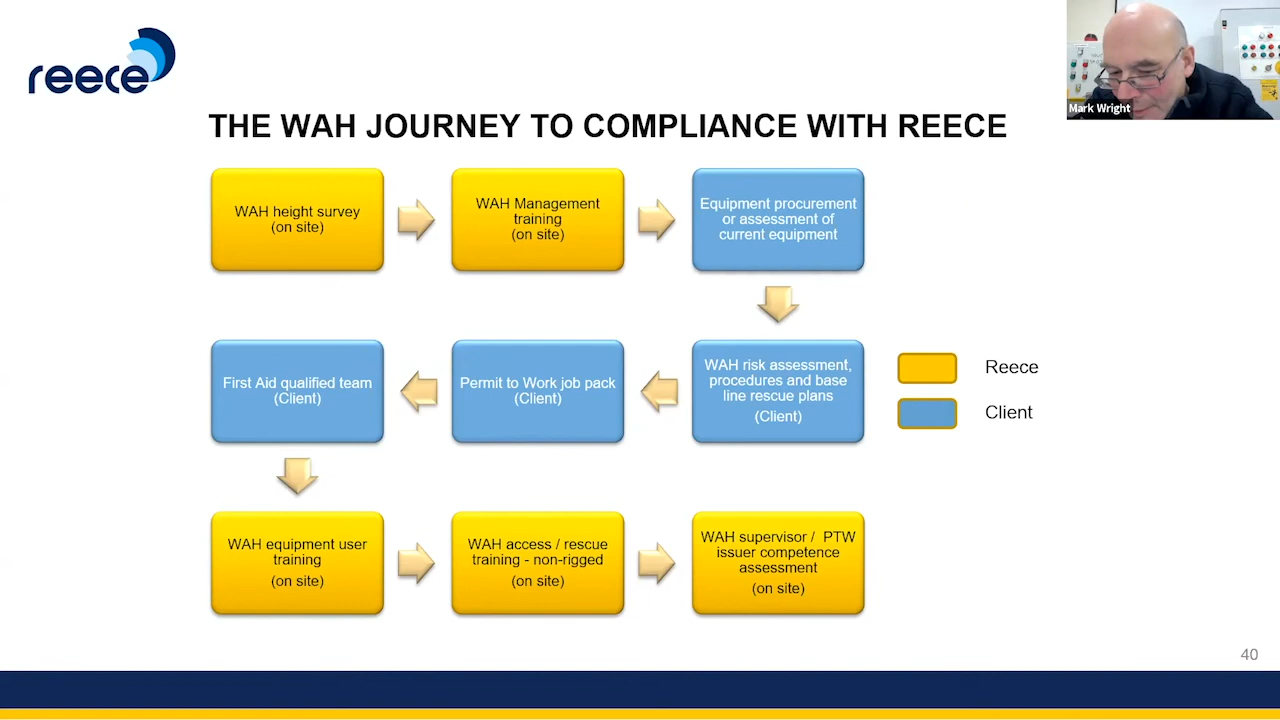 reece
Mark Wright
THE WAH JOURNEY TO COMPLIANCE WITH REECE
WAH height survey
(on site)
WAH Management
training
(on site)
Equipment procurement
or assessment of
current equipment
WAH risk assessment,
procedures and base
line rescue plans
(Client)
Permit to Work job pack
(Client)
First Aid qualified team
(Client)
Reece
Client
WAH equipment user
training
(on site)
WAH access / rescue
training - non-rigged
(on site)
WAH supervisor / PTW
issuer competence
assessment
(on site)
40